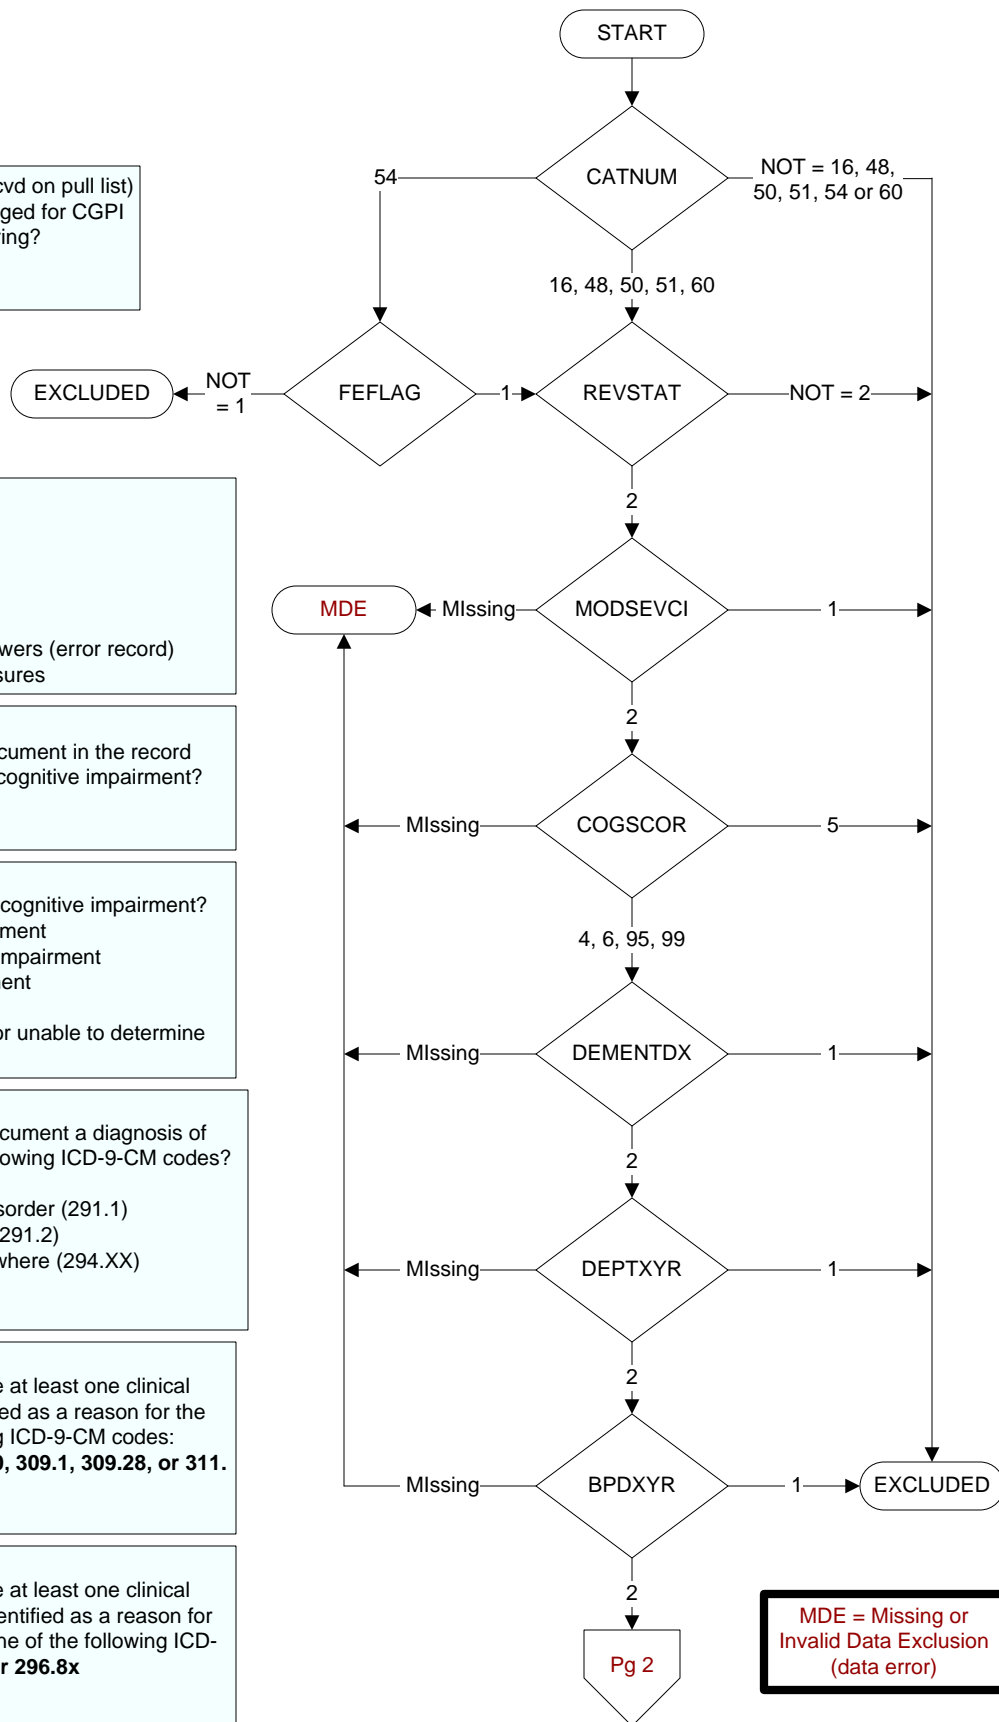 START
CATNUM
NOT = 16, 48,
50, 51, 54 or 60
54
16, 48, 50, 51, 60
cvd on pull list)
ged for CGPI
ring?
EXCLUDED
NOT
= 1
FEFLAG
1
REVSTAT
NOT = 2
2
MDE
MIssing
MODSEVCI
1
wers (error record)
sures
2
cument in the record
cognitive impairment?
MIssing
COGSCOR
5
4, 6, 95, 99
cognitive impairment?
ment
mpairment
nent
or unable to determine
MIssing
DEMENTDX
1
2
cument a diagnosis of
owing ICD-9-CM codes?
sorder (291.1)
291.2)
where (294.XX)
MIssing
DEPTXYR
1
2
e at least one clinical
ed as a reason for the
g ICD-9-CM codes:
0, 309.1, 309.28, or 311.
MIssing
BPDXYR
1
EXCLUDED
2
e at least one clinical
entified as a reason for
ne of the following ICD-
r 296.8x
Pg 2
MDE = Missing or
Invalid Data Exclusion
(data error)